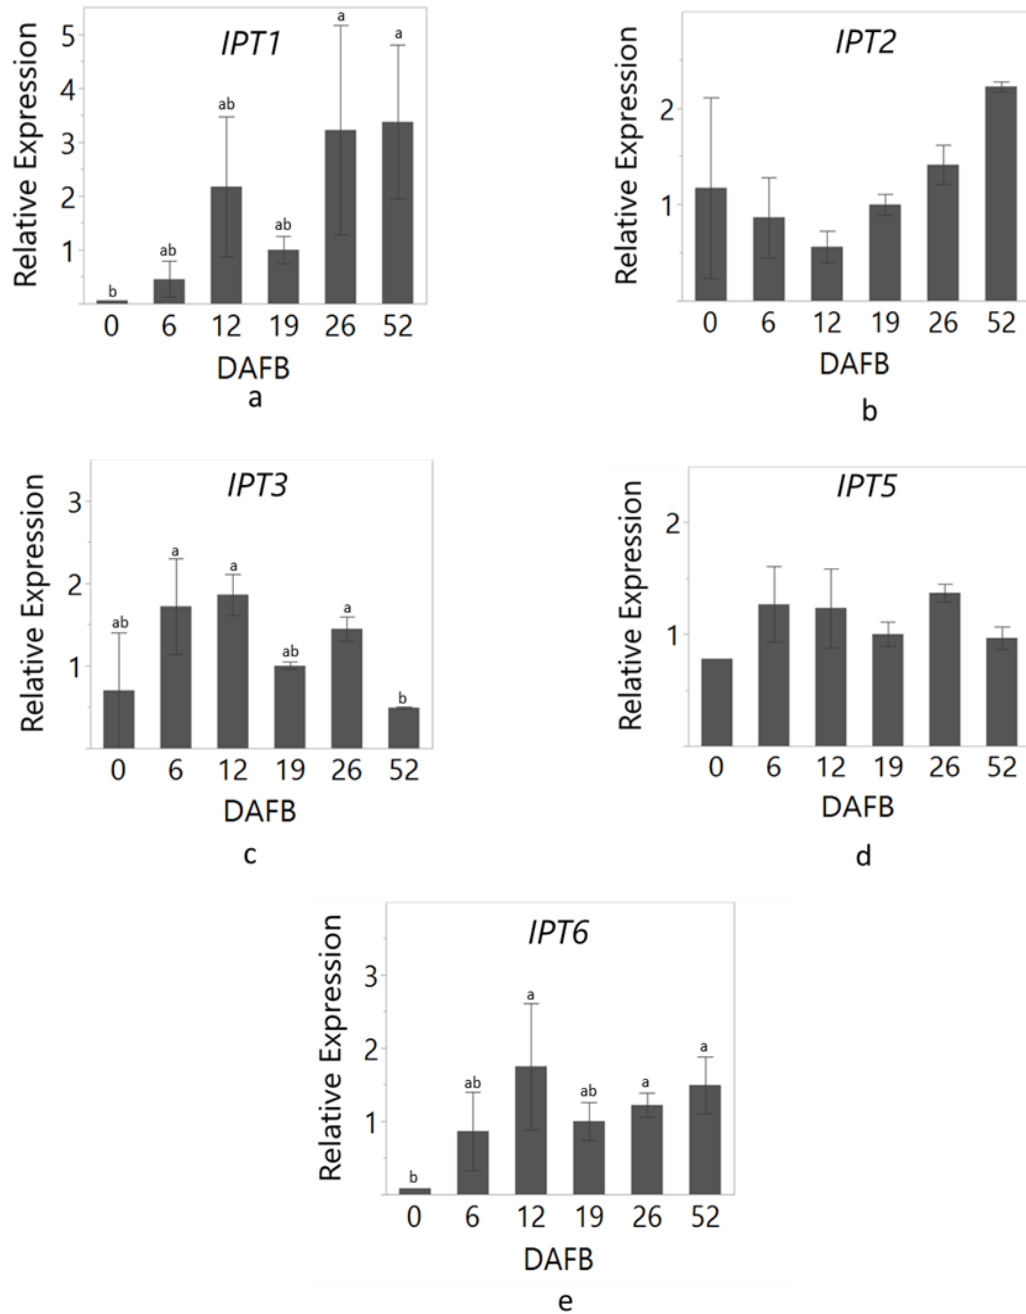 IPT1
Relative Expression
5
4
3
2
1
b
ab
ab
ab
a
a
0 6 12 19 26 52
DAFB
a
IPT2
Relative Expression
2
1
0 6 12 19 26 52
DAFB
b
IPT3
Relative Expression
3
2
1
ab
a
a
ab
a
b
0 6 12 19 26 52
DAFB
c
IPT5
Relative Expression
2
1
0 6 12 19 26 52
DAFB
d
IPT6
Relative Expression
3
2
1
b
ab
a
ab
a
a
0 6 12 19 26 52
DAFB
e